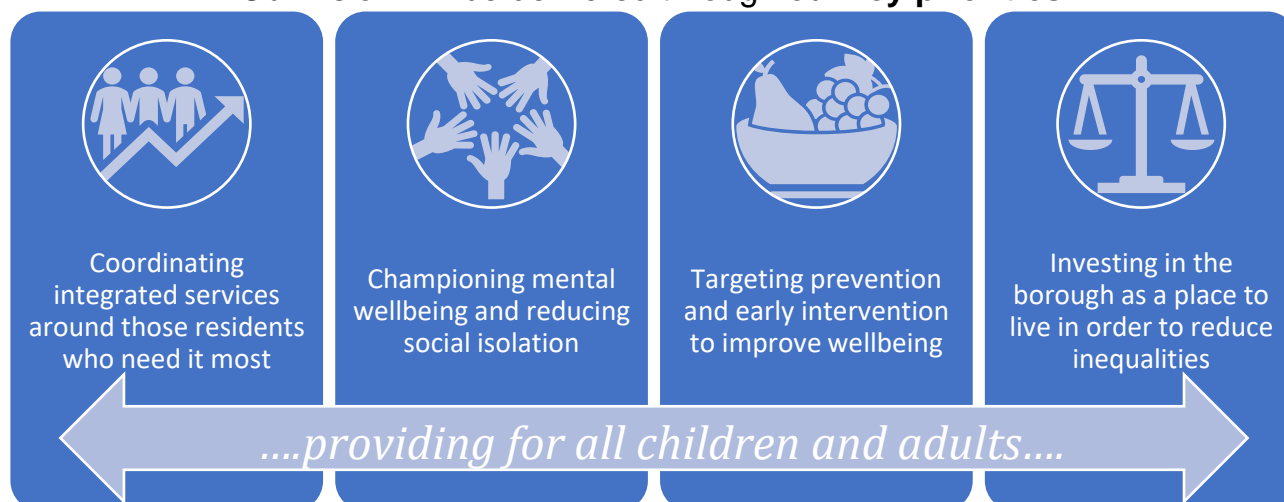 Coordinating
integrated services
around those residents
who need it most
Championing mental
wellbeing and reducing
social isolation
Targeting prevention
and early intervention
to improve wellbeing
Investing in the
borough as a place to
live in order to reduce
inequalities
....providing for all children and adults....